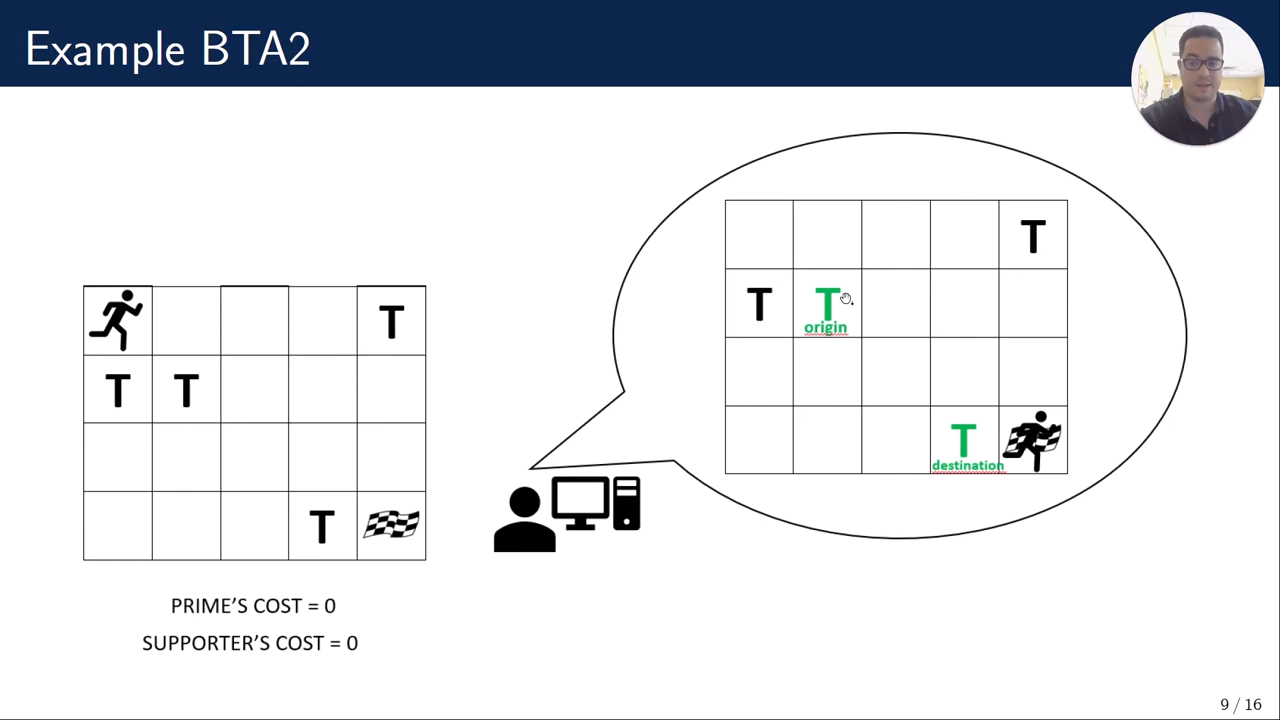 Example BTA2
T
T T
T
PRIME'S COST = 0
SUPPORTER'S COST = 0
T
T T
origin
T
destination
9 / 16